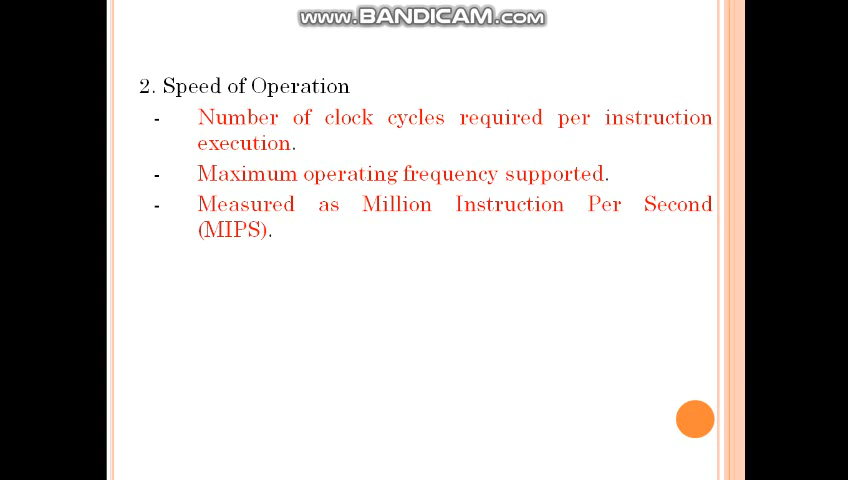 www.BANDICAM.com
2. Speed of Operation
- Number of clock cycles required per instruction
execution.
- Maximum operating frequency supported.
- Measured as Million Instruction Per Second
(MIPS).